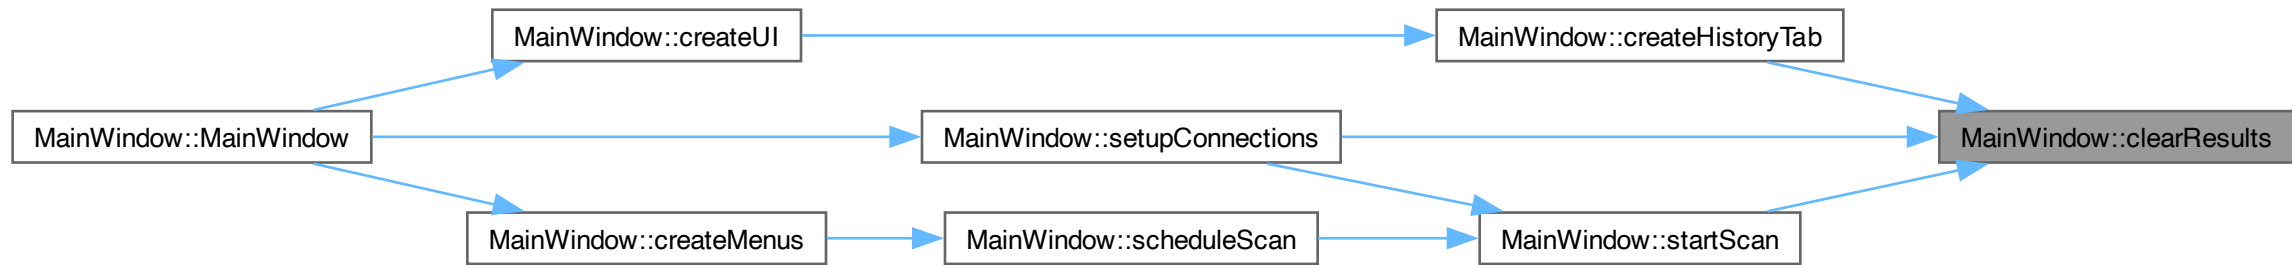 MainWindow::createUI
MainWindow::createHistoryTab
MainWindow::MainWindow
MainWindow::setupConnections
MainWindow::clearResults
MainWindow::createMenus
MainWindow::scheduleScan
MainWindow::startScan